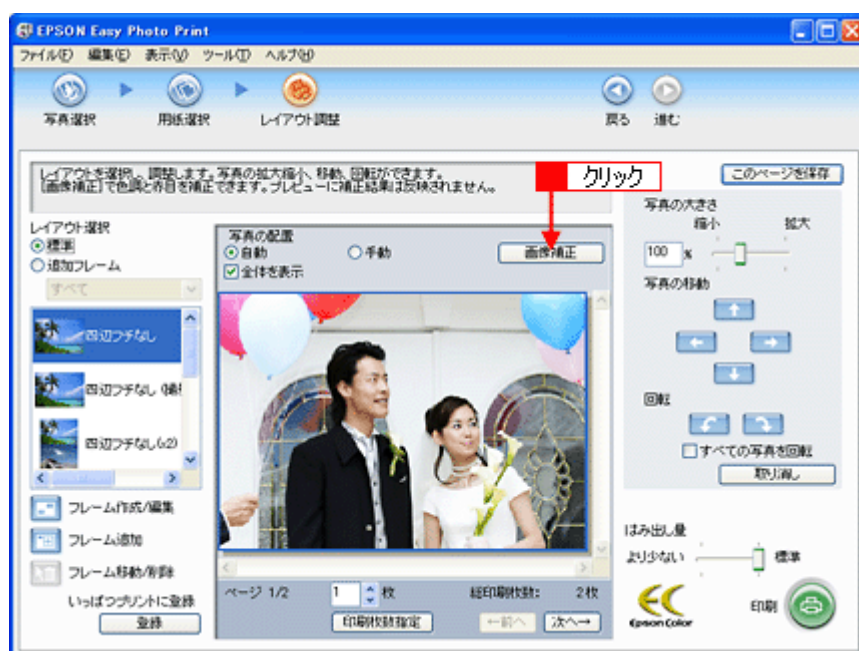 EPSON Easy Photo Print
ファイル(F) 編集(E) 表示(V) ツール(T) ヘルプ(H)
写真選択 用紙選択 レイアウト調整 戻る 進む
レイアウトを選択し、調整します。写真の拡大縮小、移動、回転ができます。
[画像補正]で色調と赤目を補正できます。プレビューに補正結果は反映されません。
クリック
このページを保存
レイアウト選択
標準
追加フレーム
すべて
四辺フチなし
四辺フチなし
四辺フチなし(x2)
フレーム作成/編集
フレーム追加
フレーム移動/削除
いっぱつプリントに登録
登録
写真の配置
自動 手動 画像補正
全体を表示
ページ 1/2 1 枚 総印刷枚数: 2枚
印刷枚数指定 ←前へ 次へ→
写真の大きさ
縮小 拡大
100 %
写真の移動
回転
すべての写真を回転
取り消し
はみ出し量
より少ない 標準
Epson Color
印刷